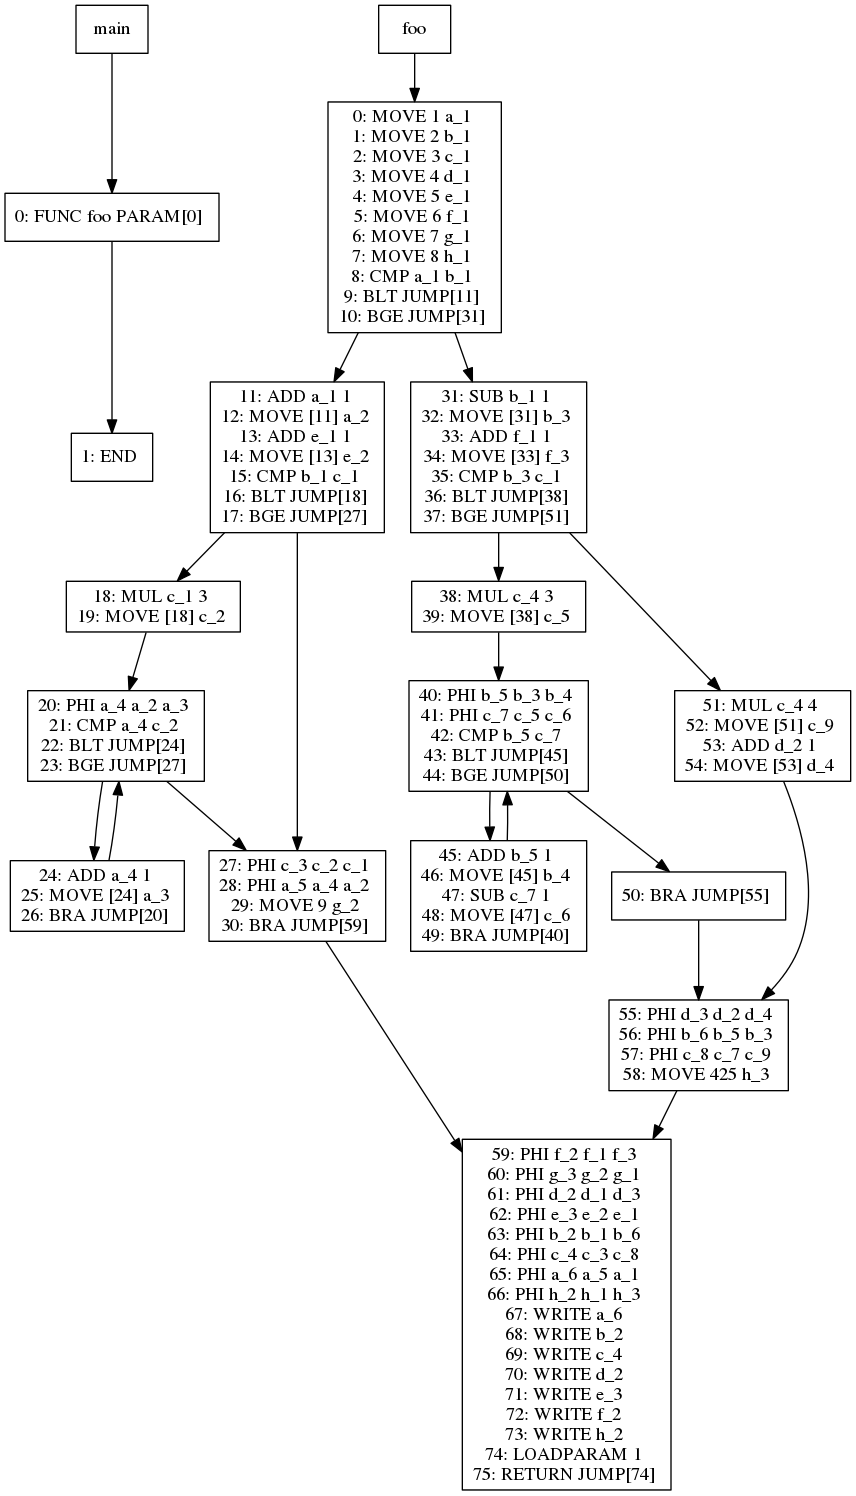 main
foo
0: FUNC foo PARAM[0]
1: END
0: MOVE 1 a_1
1: MOVE 2 b_1
2: MOVE 3 c_1
3: MOVE 4 d_1
4: MOVE 5 e_1
5: MOVE 6 f_1
6: MOVE 7 g_1
7: MOVE 8 h_1
8: CMP a_1 b_1
9: BLT JUMP[11]
10: BGE JUMP[31]
11: ADD a_1 1
12: MOVE [11] a_2
13: ADD e_1 1
14: MOVE [13] e_2
15: CMP b_1 c_1
16: BLT JUMP[18]
17: BGE JUMP[27]
31: SUB b_1 1
32: MOVE [31] b_3
33: ADD f_1 1
34: MOVE [33] f_3
35: CMP b_3 c_1
36: BLT JUMP[38]
37: BGE JUMP[51]
18: MUL c_1 3
19: MOVE [18] c_2
38: MUL c_4 3
39: MOVE [38] c_5
20: PHI a_4 a_2 a_3
21: CMP a_4 c_2
22: BLT JUMP[24]
23: BGE JUMP[27]
40: PHI b_5 b_3 b_4
41: PHI c_7 c_5 c_6
42: CMP b_5 c_7
43: BLT JUMP[45]
44: BGE JUMP[50]
51: MUL c_4 4
52: MOVE [51] c_9
53: ADD d_2 1
54: MOVE [53] d_4
24: ADD a_4 1
25: MOVE [24] a_3
26: BRA JUMP[20]
27: PHI c_3 c_2 c_1
28: PHI a_5 a_4 a_2
29: MOVE 9 g_2
30: BRA JUMP[59]
45: ADD b_5 1
46: MOVE [45] b_4
47: SUB c_7 1
48: MOVE [47] c_6
49: BRA JUMP[40]
50: BRA JUMP[55]
55: PHI d_3 d_2 d_4
56: PHI b_6 b_5 b_3
57: PHI c_8 c_7 c_9
58: MOVE 425 h_3
59: PHI f_2 f_1 f_3
60: PHI g_3 g_2 g_1
61: PHI d_2 d_1 d_3
62: PHI e_3 e_2 e_1
63: PHI b_2 b_1 b_6
64: PHI c_4 c_3 c_8
65: PHI a_6 a_5 a_1
66: PHI h_2 h_1 h_3
67: WRITE a_6
68: WRITE b_2
69: WRITE c_4
70: WRITE d_2
71: WRITE e_3
72: WRITE f_2
73: WRITE h_2
74: LOADPARAM 1
75: RETURN JUMP[74]